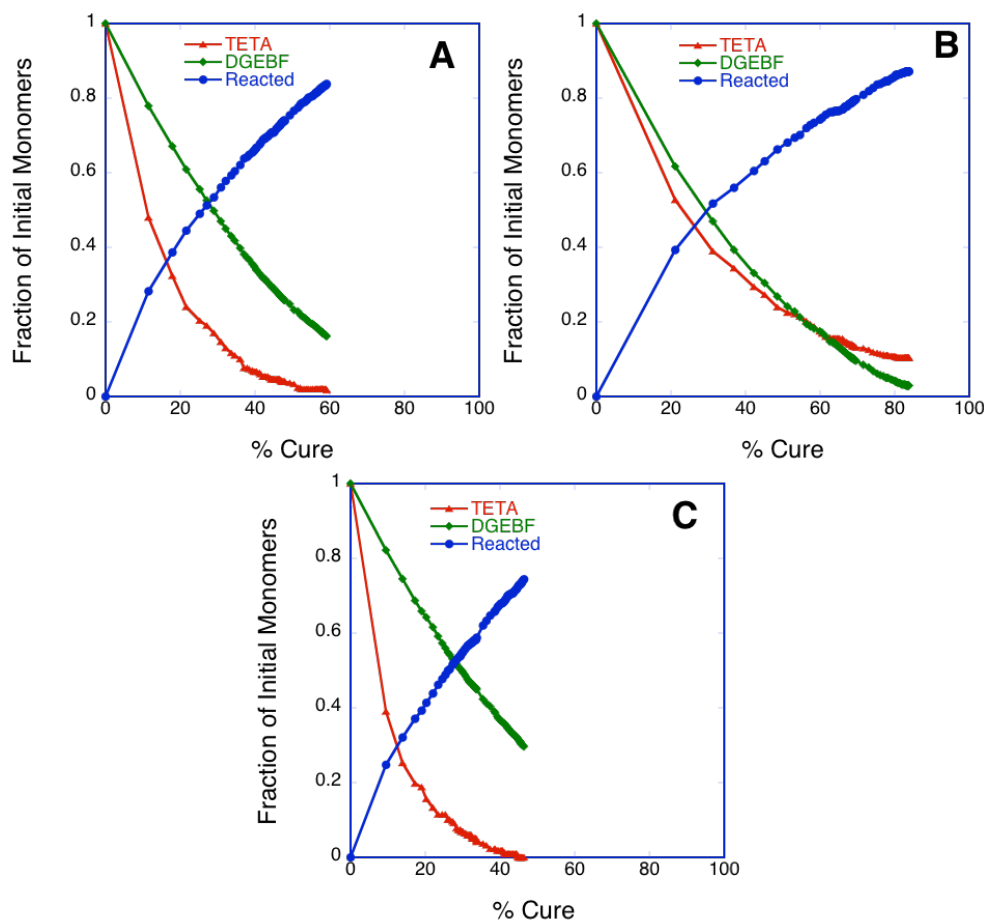 A
TETA
DGEBF
Reacted
Fraction of Initial Monomers
1
0.8
0.6
0.4
0.2
0
0 20 40 60 80 100
% Cure
B
TETA
DGEBF
Reacted
Fraction of Initial Monomers
1
0.8
0.6
0.4
0.2
0
0 20 40 60 80 100
% Cure
C
TETA
DGEBF
Reacted
Fraction of Initial Monomers
1
0.8
0.6
0.4
0.2
0
0 20 40 60 80 100
% Cure